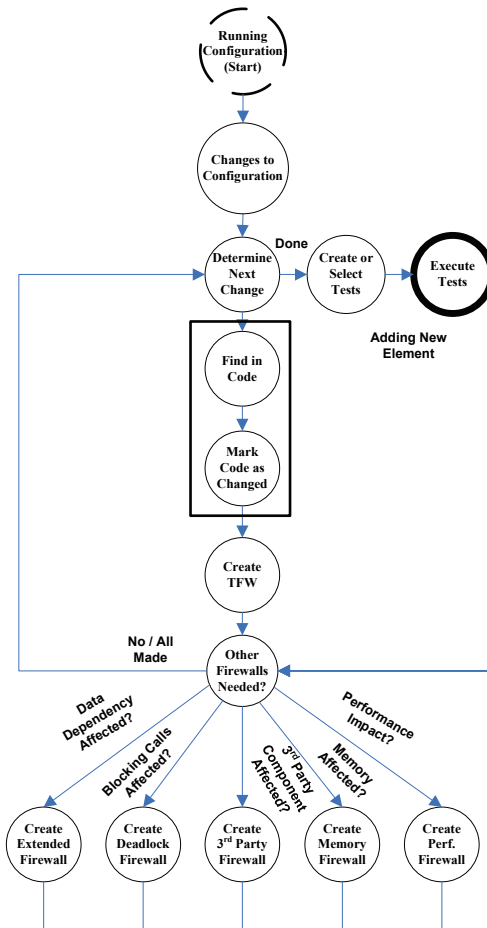 Running
Configuration
(Start)
Changes to
Configuration
Determine
Next
Change
Done
Create or
Select
Tests
Execute
Tests
Adding New
Element
Find in
Code
Mark
Code as
Changed
Create
TFW
No / All
Made
Other
Firewalls
Needed?
Data
Dependency
Affected?
Blocking Calls
Affected?
3rd Party
Component
Affected?
Memory
Affected?
Performance
Impact?
Create
Extended
Firewall
Create
Deadlock
Firewall
Create
3rd Party
Firewall
Create
Memory
Firewall
Create
Perf.
Firewall